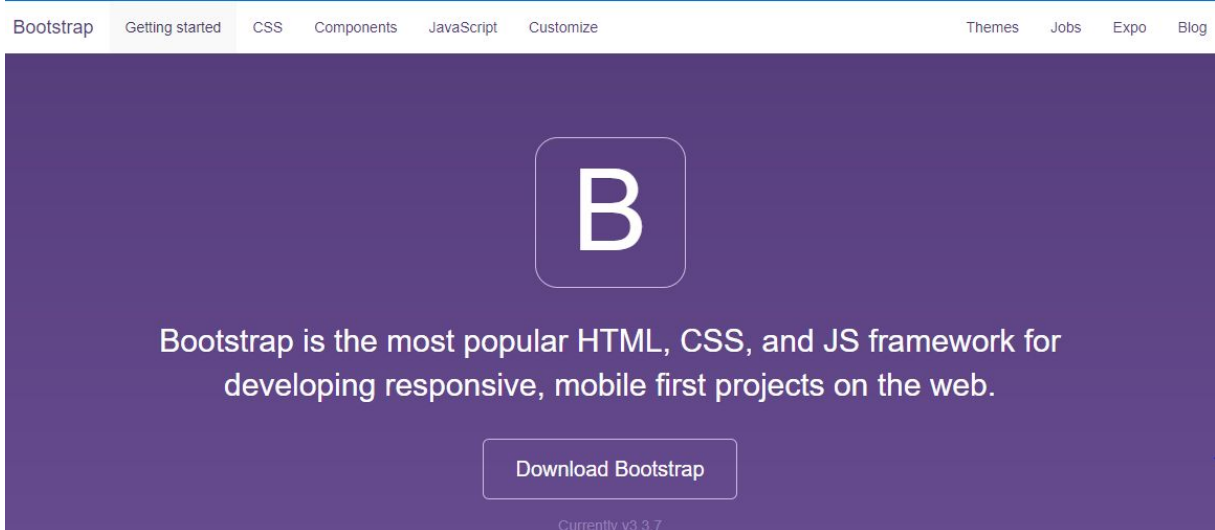 Bootstrap Getting started CSS Components JavaScript Customize Themes Jobs Expo Blog
B
Bootstrap is the most popular HTML, CSS, and JS framework for
developing responsive, mobile first projects on the web.
Download Bootstrap
Currently v3.3.7